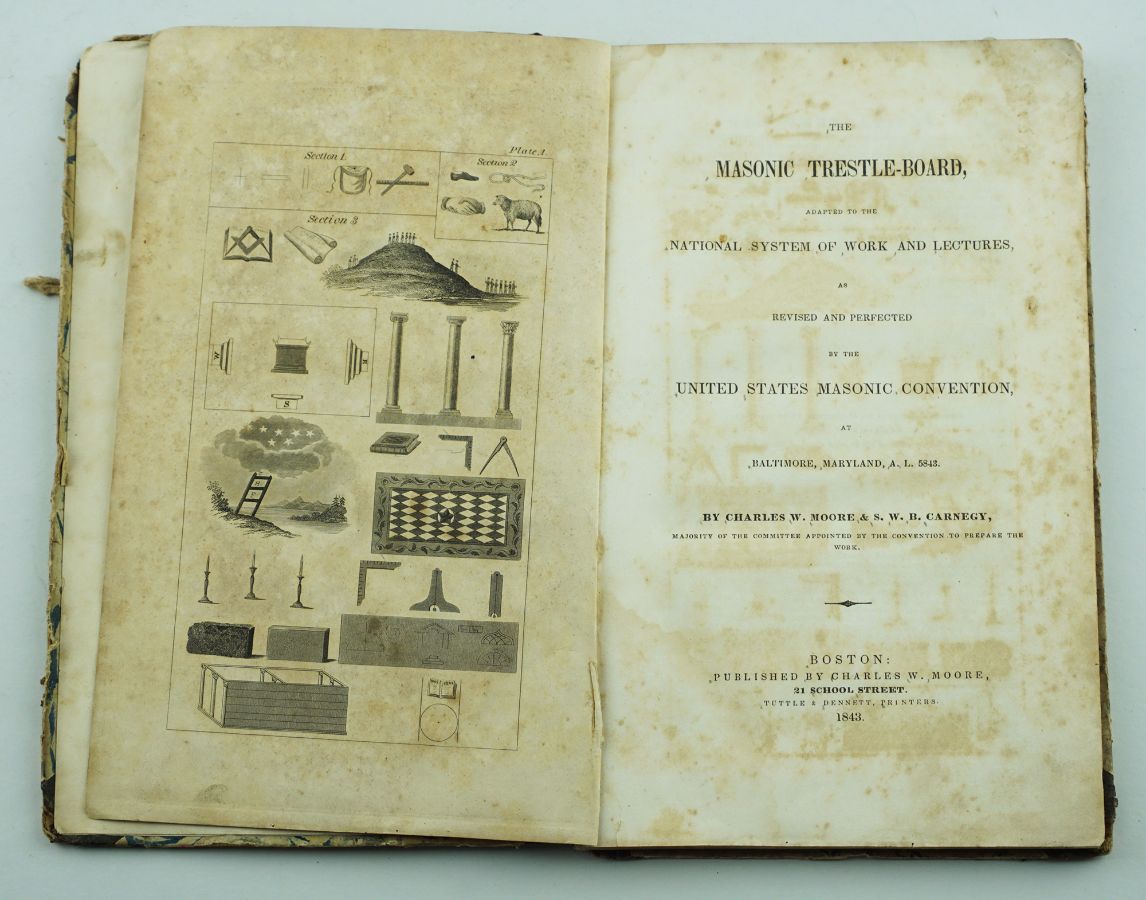 Plate 1.
Section 1.
Section 2
Section 3
W
E
S
THE
MASONIC TRESTLE-BOARD,
ADAPTED TO THE
NATIONAL SYSTEM OF WORK AND LECTURES,
AS
REVISED AND PERFECTED
BY THE
UNITED STATES MASONIC CONVENTION,
AT
BALTIMORE, MARYLAND, A. L. 5843.
BY CHARLES W. MOORE & S. W. B. CARNEGY,
MAJORITY OF THE COMMITTEE APPOINTED BY THE CONVENTION TO PREPARE THE
WORK.
BOSTON:
PUBLISHED BY CHARLES W. MOORE,
21 SCHOOL STREET.
TUTTLE & DENNETT, PRINTERS.
1843.